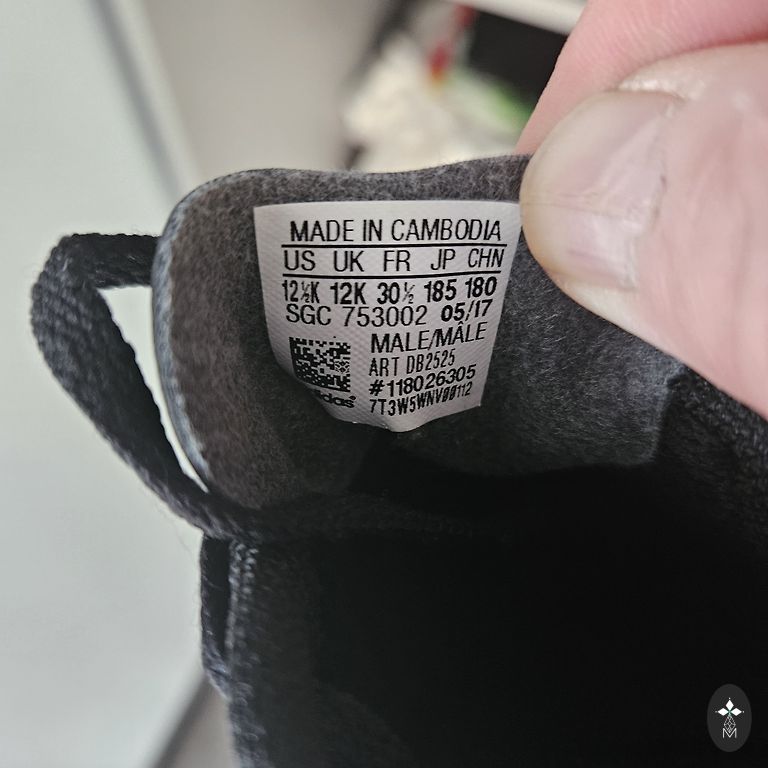 MADE IN CAMBODIA
US UK FR JP CHN
12½K 12K 30½ 185 180
SGC 753002 05/17
MALE/MÂLE
ART DB2525
#118026305
adidas®
7T3W5WNV00112
M